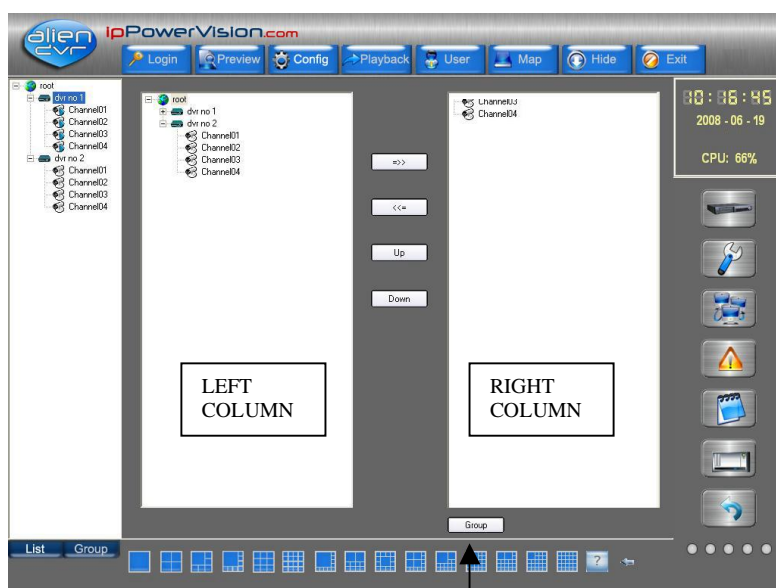 alien dvr
ipPowerVision.com
Login Preview Config Playback User Map Hide Exit
root
dvr no 1
Channel01
Channel02
Channel03
Channel04
dvr no 2
Channel01
Channel02
Channel03
Channel04
root
dvr no 1
dvr no 2
Channel01
Channel02
Channel03
Channel04
=>>
<<=
Up
Down
Channel03
Channel04
LEFT
COLUMN
RIGHT
COLUMN
Group
10:16:45
2008-06-19
CPU: 66%
List Group
?